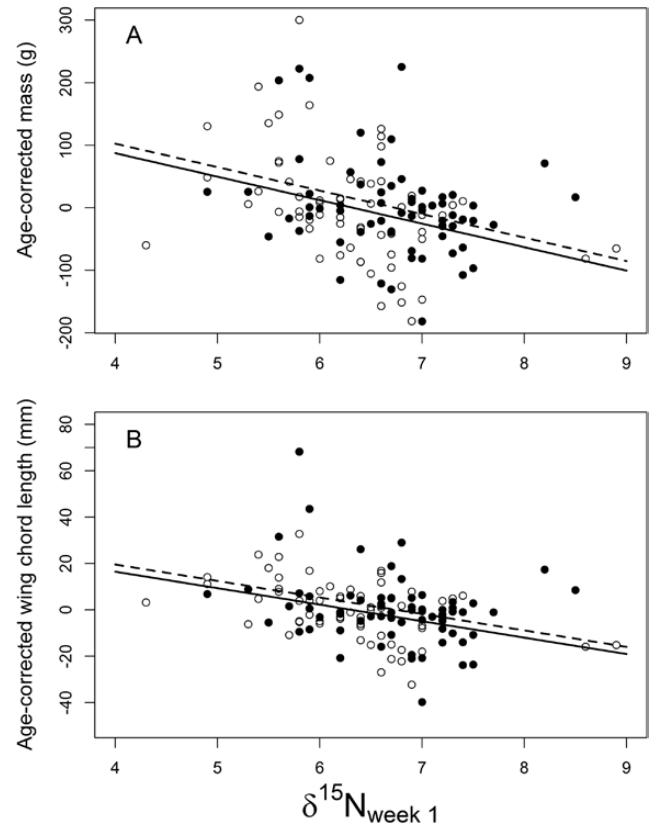 A
Age-corrected mass (g)
300
200
100
0
-100
-200
4 5 6 7 8 9
B
Age-corrected wing chord length (mm)
80
60
40
20
0
-20
-40
4 5 6 7 8 9
δ15Nweek 1